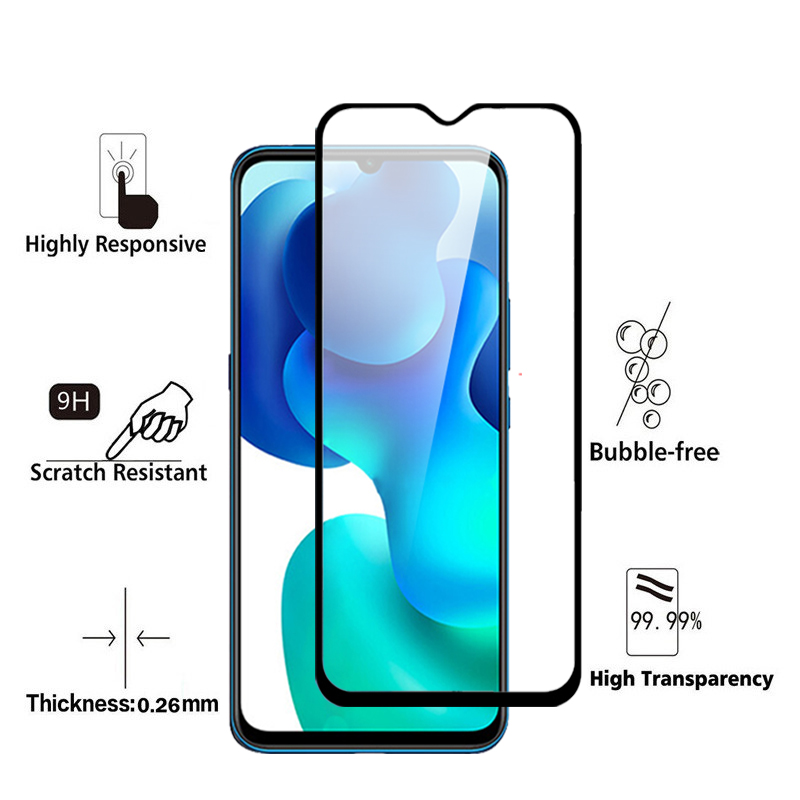 Highly Responsive
9H
Scratch Resistant
Thickness:0.26mm
Bubble-free
99.99%
High Transparency